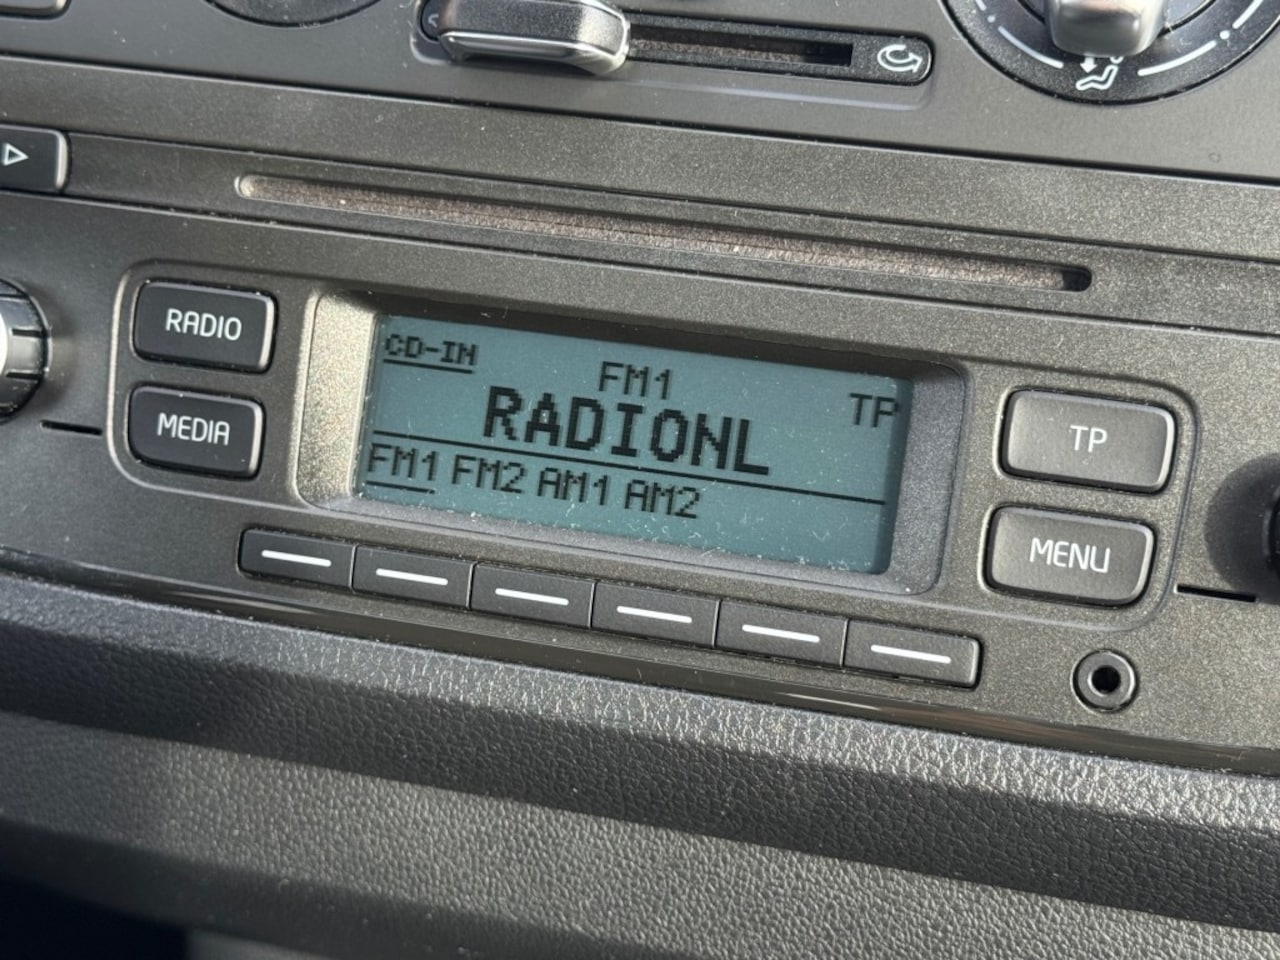 RADIO
MEDIA
CD-IN
FM1
TP
RADIONL
FM1 FM2 AM1 AM2
TP
MENU